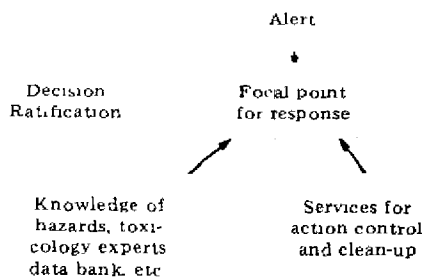 Alert
Decision
Ratification
Focal point
for response
Knowledge of
hazards, toxi-
cology experts
data bank, etc
Services for
action control
and clean-up